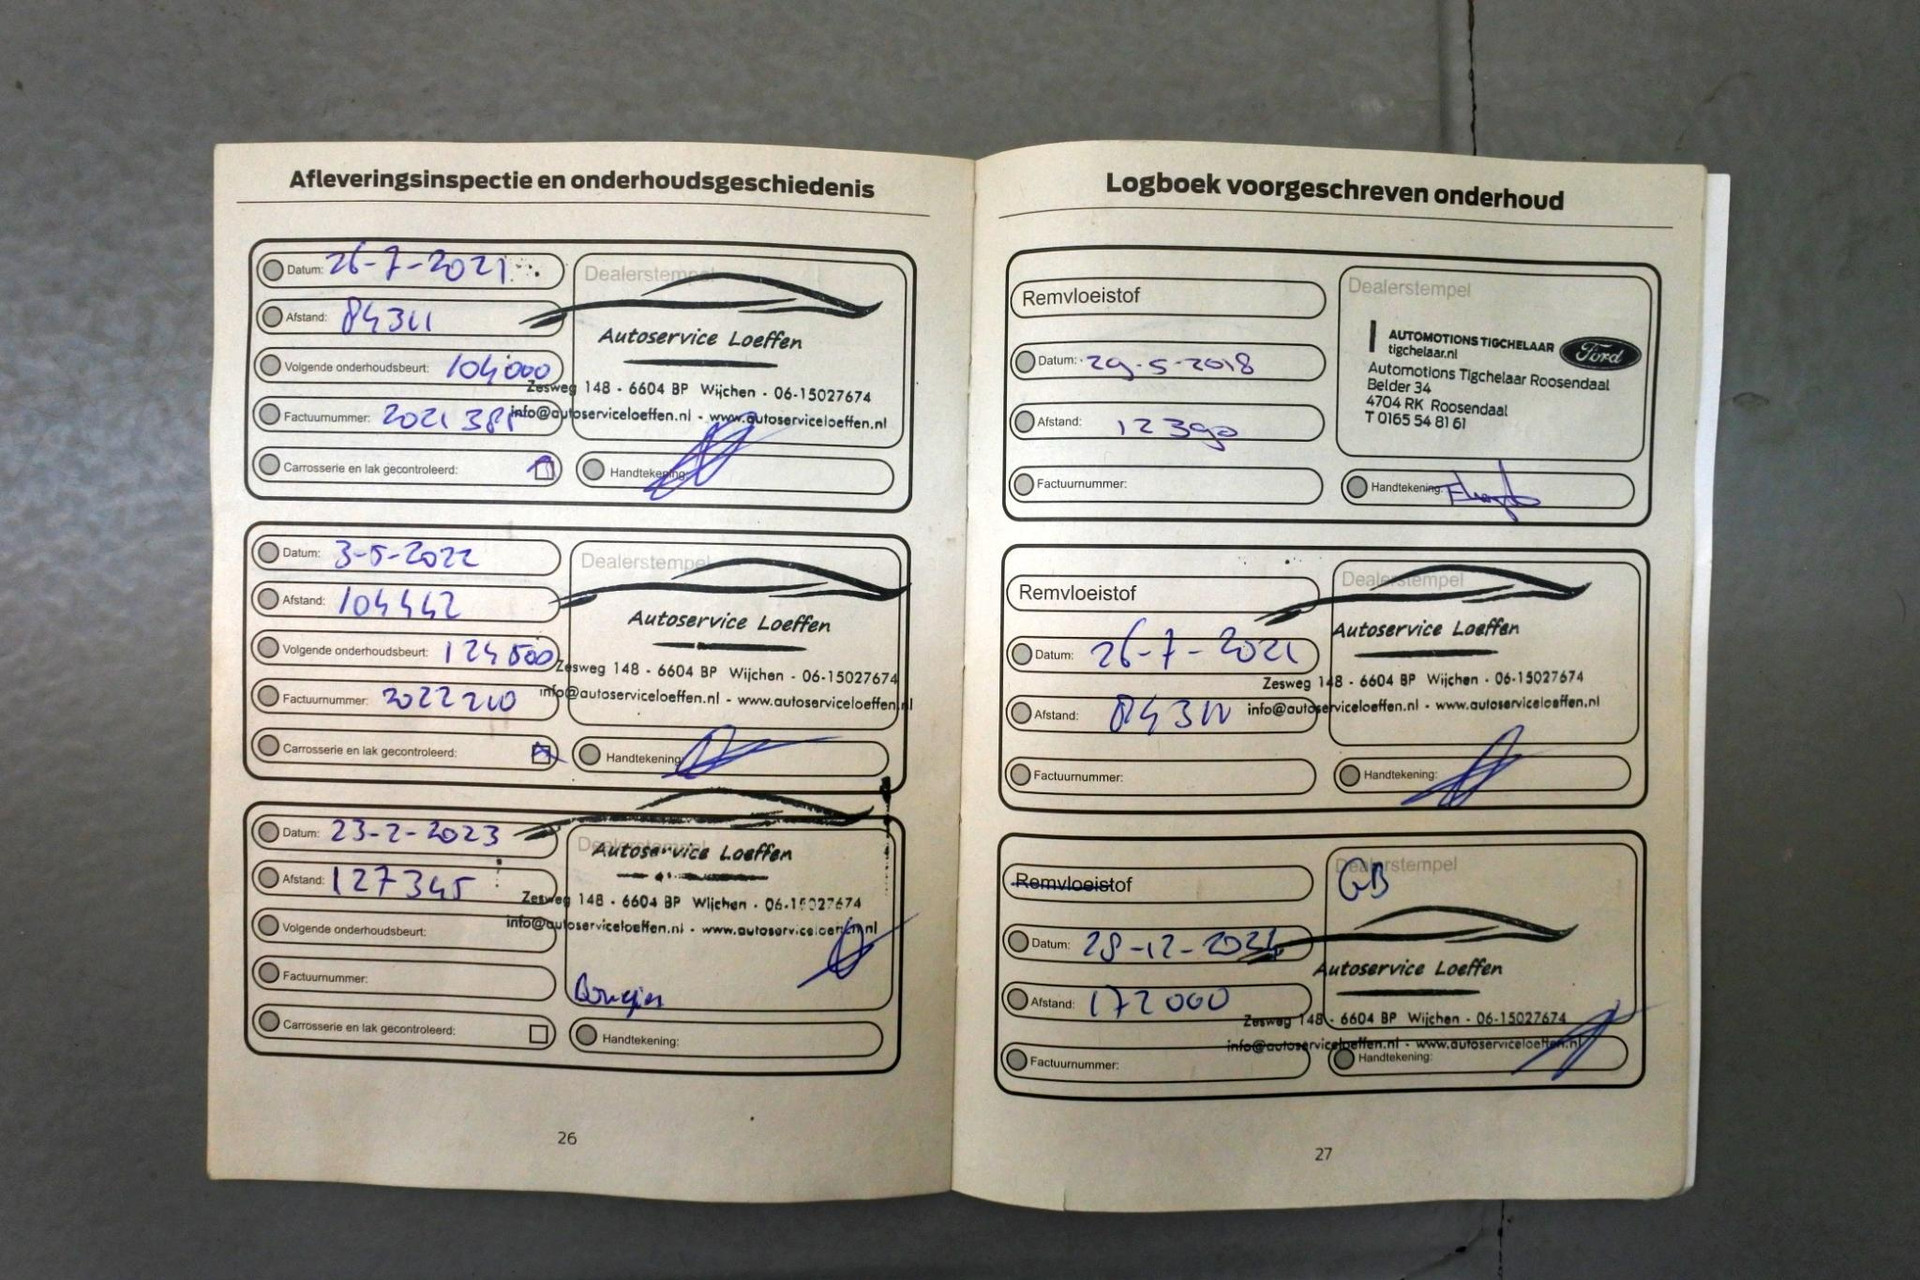 Afleveringsinspectie en onderhoudsgeschiedenis
Datum: 26-7-2021
Afstand: 84311
Volgende onderhoudsbeurt: 104000
Factuurnummer: 2021
Carrosserie en lak gecontroleerd:
Dealerstempel
Autoservice Loeffen
Zesweg 148 - 6604 BP Wijchen - 06-15027674
info@autoserviceloeffen.nl - www.autoserviceloeffen.nl
Handtekening:
Datum: 3-5-2022
Afstand: 104442
Volgende onderhoudsbeurt: 124500
Factuurnummer: 2022210
Carrosserie en lak gecontroleerd:
Dealerstempel
Autoservice Loeffen
Zesweg 148 - 6604 BP Wijchen - 06-15027674
info@autoserviceloeffen.nl - www.autoserviceloeffen.nl
Handtekening:
Datum: 23-2-2023
Afstand: 127345
Volgende onderhoudsbeurt:
Factuurnummer:
Carrosserie en lak gecontroleerd:
Dealerstempel
Autoservice Loeffen
Zesweg 148 - 6604 BP Wijchen - 06-15027674
info@autoserviceloeffen.nl - www.autoserviceloeffen.nl
Handtekening:
26
Logboek voorgeschreven onderhoud
Remvloeistof
Datum: 29-5-2018
Afstand: 12390
Factuurnummer:
Dealerstempel
AUTOMOTIONS TIGCHELAAR
tigchelaar.nl
Ford
Automotions Tigchelaar Roosendaal
Belder 34
4704 RK Roosendaal
T 0165 54 81 61
Handtekening:
Remvloeistof
Datum: 26-7-2021
Afstand: 84311
Factuurnummer:
Dealerstempel
Autoservice Loeffen
Zesweg 148 - 6604 BP Wijchen - 06-15027674
info@autoserviceloeffen.nl - www.autoserviceloeffen.nl
Handtekening:
Remvloeistof
Datum: 28-12-
Afstand: 172000
Factuurnummer:
Dealerstempel
GB
Autoservice Loeffen
Zesweg 148 - 6604 BP Wijchen - 06-15027674
info@autoserviceloeffen.nl - www.autoserviceloeffen.nl
Handtekening:
27